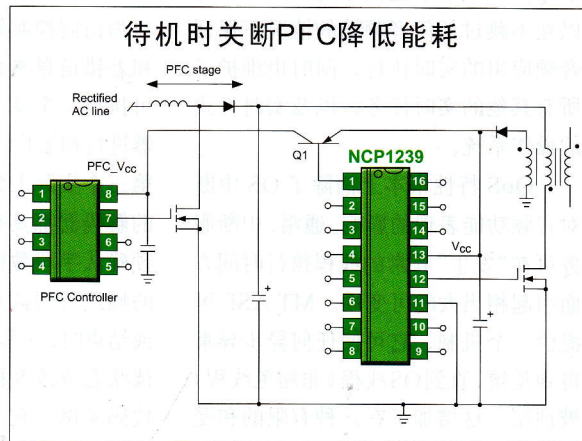 待机时关断PFC降低能耗
PFC stage
Rectified
AC line
Q1
NCP1239
PFC_Vcc
1 8
2 7
3 6
4 5
PFC Controller
1 16
2 15
3 14
4 13
5 12
6 11
7 10
8 9
Vcc
+
+